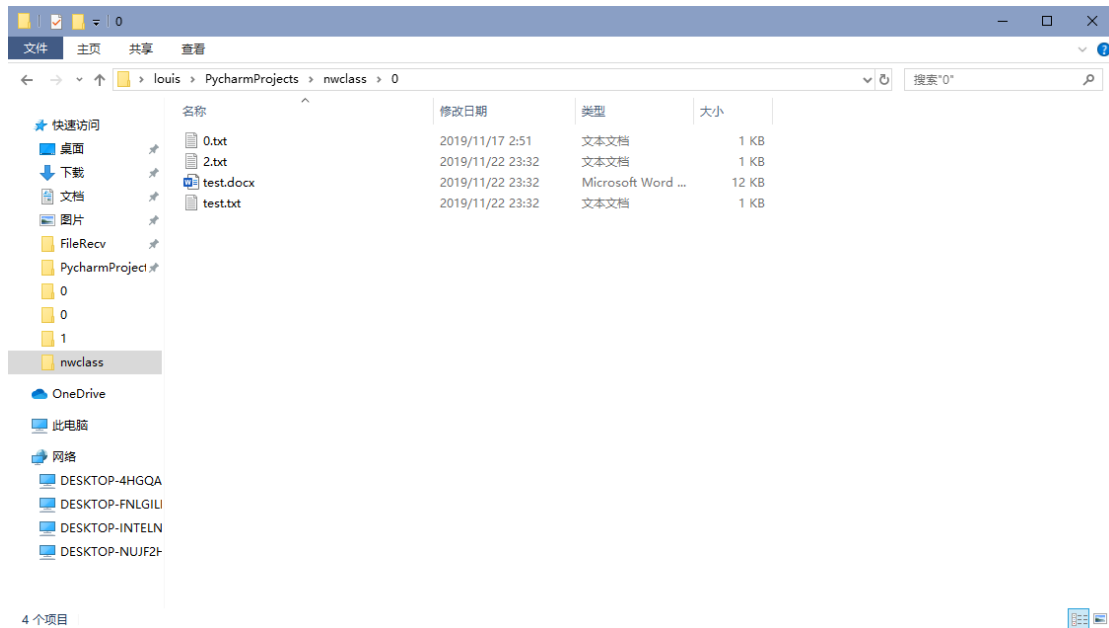 0
文件 主页 共享 查看
louis › PycharmProjects › nwclass › 0 搜索"0"
名称 修改日期 类型 大小
0.txt 2019/11/17 2:51 文本文档 1 KB
2.txt 2019/11/22 23:32 文本文档 1 KB
test.docx 2019/11/22 23:32 Microsoft Word ... 12 KB
test.txt 2019/11/22 23:32 文本文档 1 KB
快速访问
桌面
下载
文档
图片
FileRecv
PycharmProject
0
0
1
nwclass
OneDrive
此电脑
网络
DESKTOP-4HGQA
DESKTOP-FNLGIL
DESKTOP-INTELN
DESKTOP-NUJF2H
4 个项目